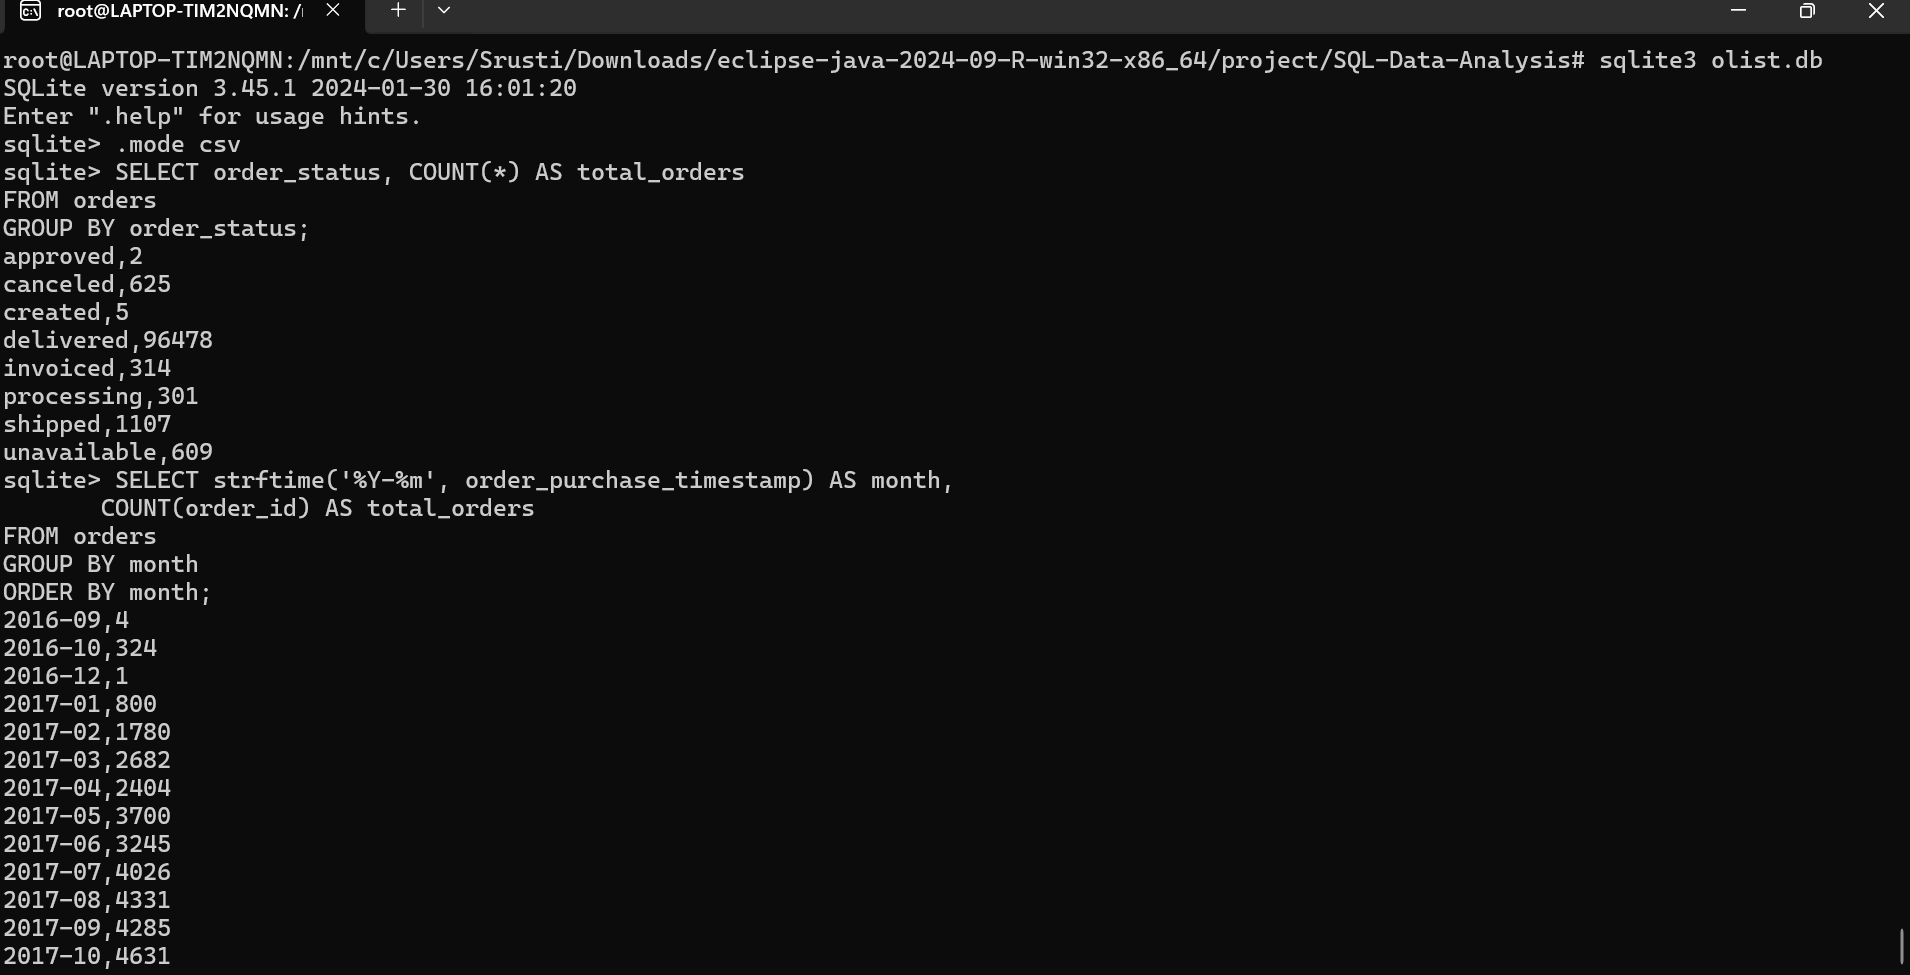 root@LAPTOP-TIM2NQMN: /
root@LAPTOP-TIM2NQMN:/mnt/c/Users/Srusti/Downloads/eclipse-java-2024-09-R-win32-x86_64/project/SQL-Data-Analysis# sqlite3 olist.db
SQLite version 3.45.1 2024-01-30 16:01:20
Enter ".help" for usage hints.
sqlite> .mode csv
sqlite> SELECT order_status, COUNT(*) AS total_orders
FROM orders
GROUP BY order_status;
approved,2
canceled,625
created,5
delivered,96478
invoiced,314
processing,301
shipped,1107
unavailable,609
sqlite> SELECT strftime('%Y-%m', order_purchase_timestamp) AS month,
       COUNT(order_id) AS total_orders
FROM orders
GROUP BY month
ORDER BY month;
2016-09,4
2016-10,324
2016-12,1
2017-01,800
2017-02,1780
2017-03,2682
2017-04,2404
2017-05,3700
2017-06,3245
2017-07,4026
2017-08,4331
2017-09,4285
2017-10,4631